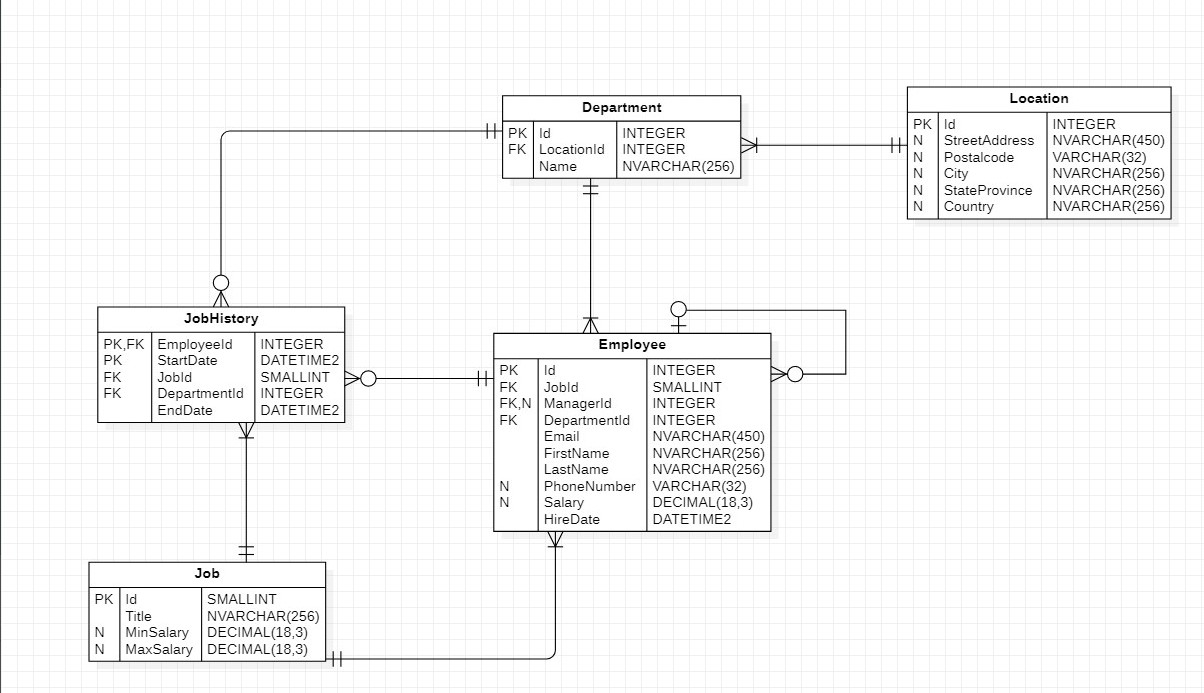 Department
PK Id INTEGER
FK LocationId INTEGER
Name NVARCHAR(256)
Location
PK Id INTEGER
N StreetAddress NVARCHAR(450)
N Postalcode VARCHAR(32)
N City NVARCHAR(256)
N StateProvince NVARCHAR(256)
N Country NVARCHAR(256)
JobHistory
PK,FK EmployeeId INTEGER
PK StartDate DATETIME2
FK JobId SMALLINT
FK DepartmentId INTEGER
EndDate DATETIME2
Employee
PK Id INTEGER
FK JobId SMALLINT
FK,N ManagerId INTEGER
FK DepartmentId INTEGER
Email NVARCHAR(450)
FirstName NVARCHAR(256)
LastName NVARCHAR(256)
N PhoneNumber VARCHAR(32)
N Salary DECIMAL(18,3)
HireDate DATETIME2
Job
PK Id SMALLINT
Title NVARCHAR(256)
N MinSalary DECIMAL(18,3)
N MaxSalary DECIMAL(18,3)